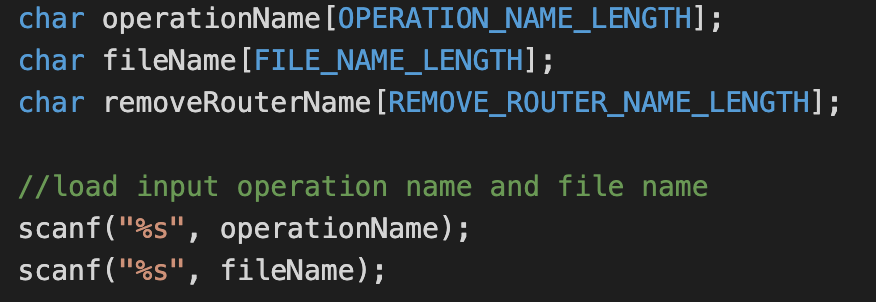 char operationName[OPERATION_NAME_LENGTH];
char fileName[FILE_NAME_LENGTH];
char removeRouterName[REMOVE_ROUTER_NAME_LENGTH];
//load input operation name and file name
scanf("%s", operationName);
scanf("%s", fileName);